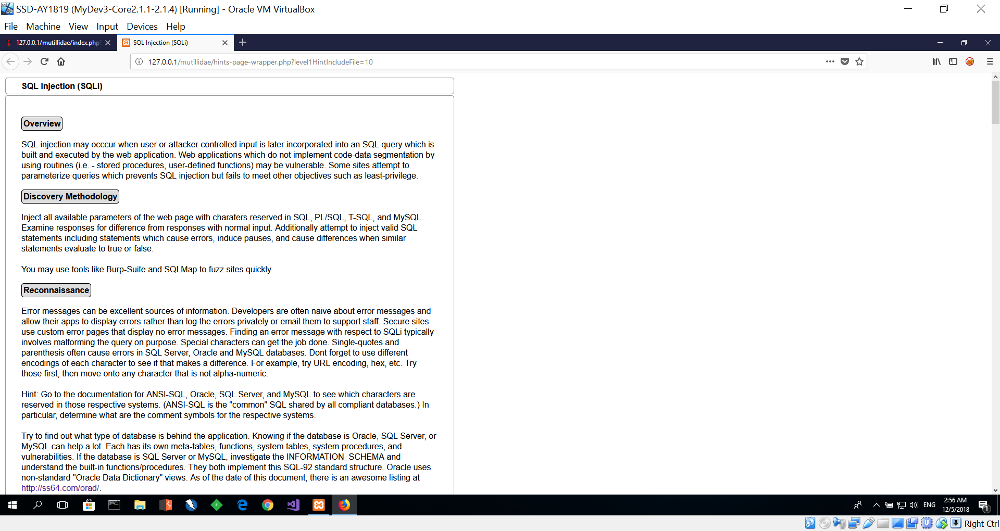 SSD-AY1819 (MyDev3-Core2.1.1-2.1.4) [Running] - Oracle VM VirtualBox
File Machine View Input Devices Help
127.0.0.1/mutillidae/index.php? SQL Injection (SQLi)
127.0.0.1/mutillidae/hints-page-wrapper.php?level1HintIncludeFile=10
SQL Injection (SQLi)
Overview
SQL injection may occcur when user or attacker controlled input is later incorporated into an SQL query which is
built and executed by the web application. Web applications which do not implement code-data segmentation by
using routines (i.e. - stored procedures, user-defined functions) may be vulnerable. Some sites attempt to
parameterize queries which prevents SQL injection but fails to meet other objectives such as least-privilege.
Discovery Methodology
Inject all available parameters of the web page with charaters reserved in SQL, PL/SQL, T-SQL, and MySQL.
Examine responses for difference from responses with normal input. Additionally attempt to inject valid SQL
statements including statements which cause errors, induce pauses, and cause differences when similar
statements evaluate to true or false.
You may use tools like Burp-Suite and SQLMap to fuzz sites quickly
Reconnaissance
Error messages can be excellent sources of information. Developers are often naive about error messages and
allow their apps to display errors rather than log the errors privately or email them to support staff. Secure sites
use custom error pages that display no error messages. Finding an error message with respect to SQLi typically
involves malforming the query on purpose. Special characters can get the job done. Single-quotes and
parenthesis often cause errors in SQL Server, Oracle and MySQL databases. Dont forget to use different
encodings of each character to see if that makes a difference. For example, try URL encoding, hex, etc. Try
those first, then move onto any character that is not alpha-numeric.
Hint: Go to the documentation for ANSI-SQL, Oracle, SQL Server, and MySQL to see which characters are
reserved in those respective systems. (ANSI-SQL is the "common" SQL shared by all compliant databases.) In
particular, determine what are the comment symbols for the respective systems.
Try to find out what type of database is behind the application. Knowing if the database is Oracle, SQL Server, or
MySQL can help a lot. Each has its own meta-tables, functions, system tables, system procedures, and
vulnerabilities. If the database is SQL Server or MySQL, investigate the INFORMATION_SCHEMA and
understand the built-in functions/procedures. They both implement this SQL-92 standard structure. Oracle uses
non-standard "Oracle Data Dictionary" views. As of the date of this document, there is an awesome listing at
http://ss64.com/orad/.
ENG
2:56 AM
12/5/2018
1
Right Ctrl